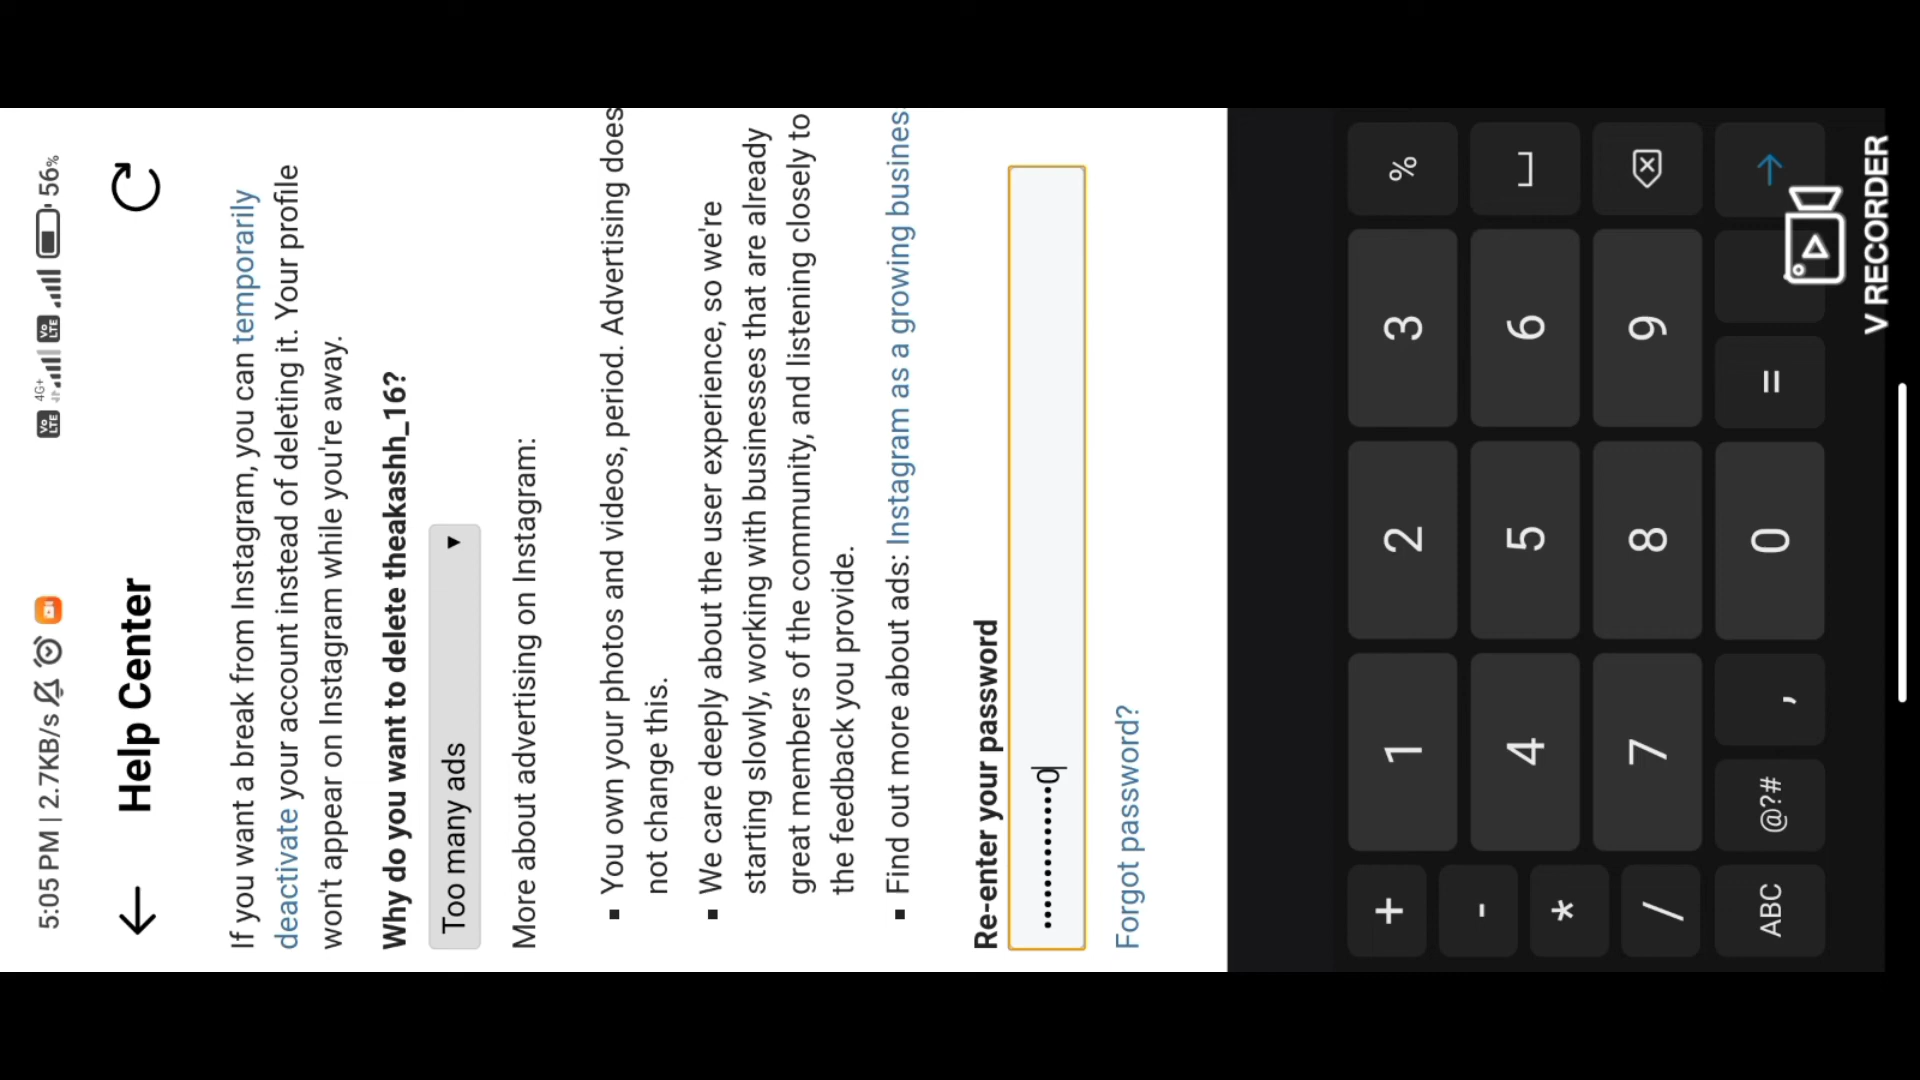 5:05 PM | 2.7KB/s Vo LTE 4G+ Vo LTE 56%
Help Center
If you want a break from Instagram, you can temporarily
deactivate your account instead of deleting it. Your profile
won't appear on Instagram while you're away.
Why do you want to delete theakashh_16?
Too many ads
More about advertising on Instagram:
You own your photos and videos, period. Advertising does
not change this.
We care deeply about the user experience, so we're
starting slowly, working with businesses that are already
great members of the community, and listening closely to
the feedback you provide.
Find out more about ads: Instagram as a growing busines
Re-enter your password
••••••••••••••0
Forgot password?
+ 1 2 3 %
- 4 5 6
*
/ 7 8 9
ABC @?# , 0 =
V RECORDER